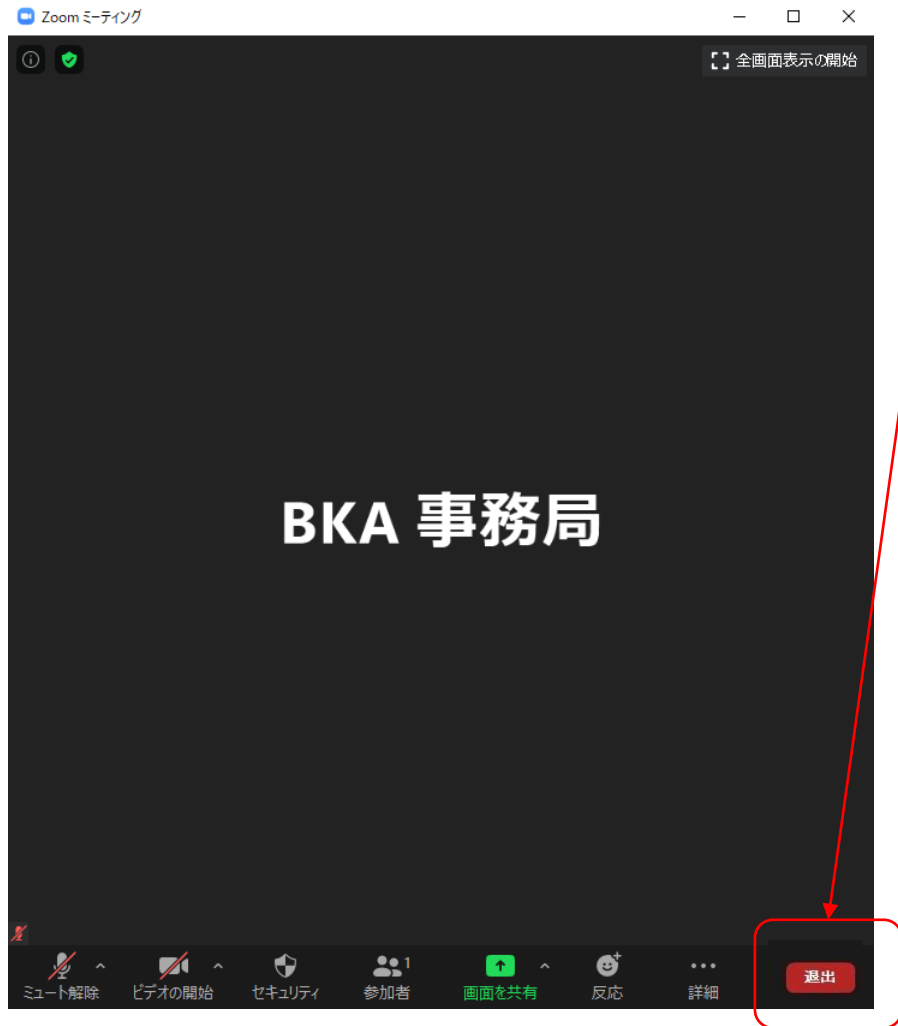 Zoom ミーティング
全画面表示の開始
BKA 事務局
ミュート解除
ビデオの開始
セキュリティ
参加者 1
画面を共有
反応
詳細
退出